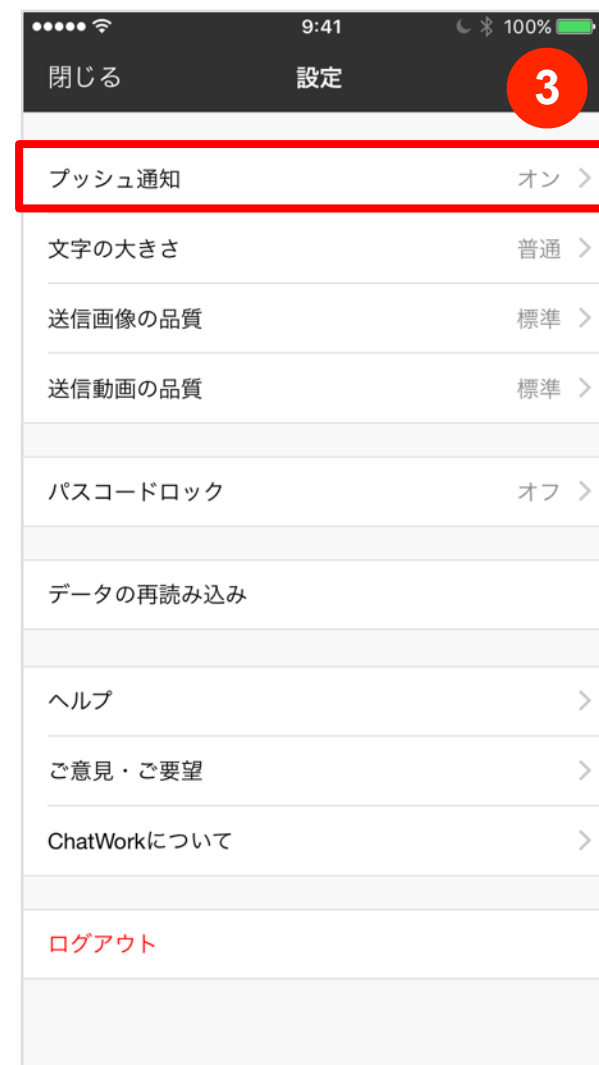 9:41 100%
閉じる 設定 3
プッシュ通知 オン
文字の大きさ 普通
送信画像の品質 標準
送信動画の品質 標準
パスコードロック オフ
データの再読み込み
ヘルプ
ご意見・ご要望
ChatWorkについて
ログアウト